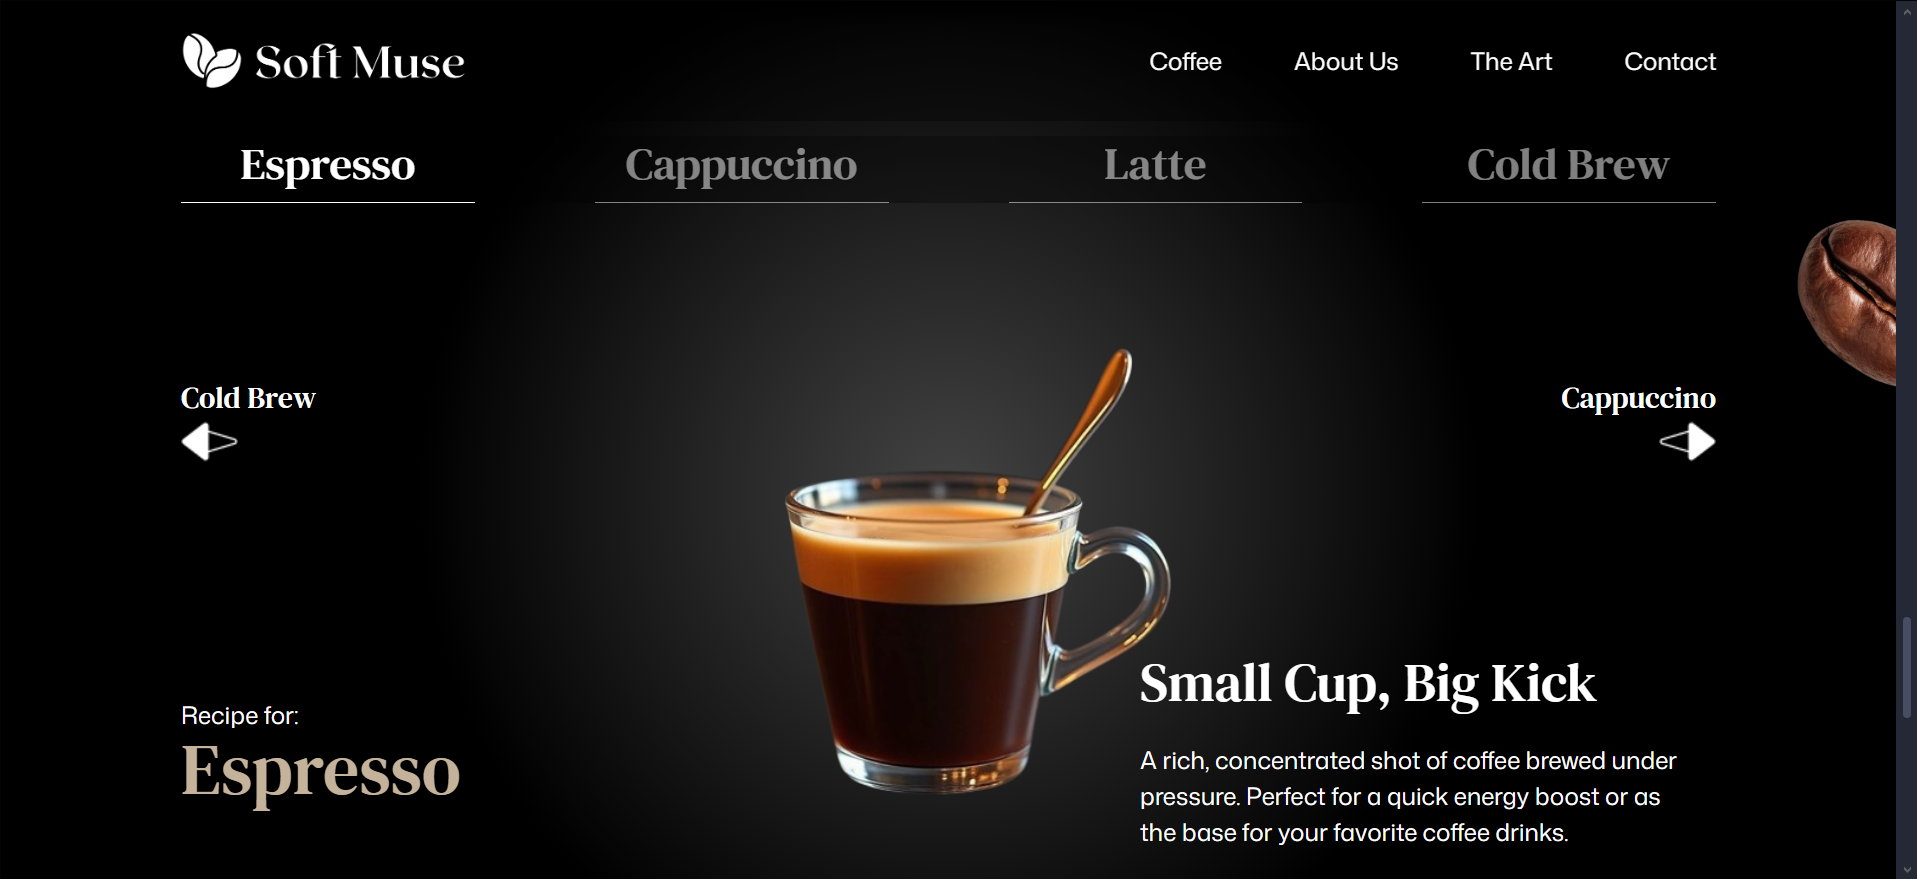 Soft Muse
Coffee
About Us
The Art
Contact
Espresso
Cappuccino
Latte
Cold Brew
Cold Brew
Cappuccino
Recipe for:
Espresso
Small Cup, Big Kick
A rich, concentrated shot of coffee brewed under
pressure. Perfect for a quick energy boost or as
the base for your favorite coffee drinks.